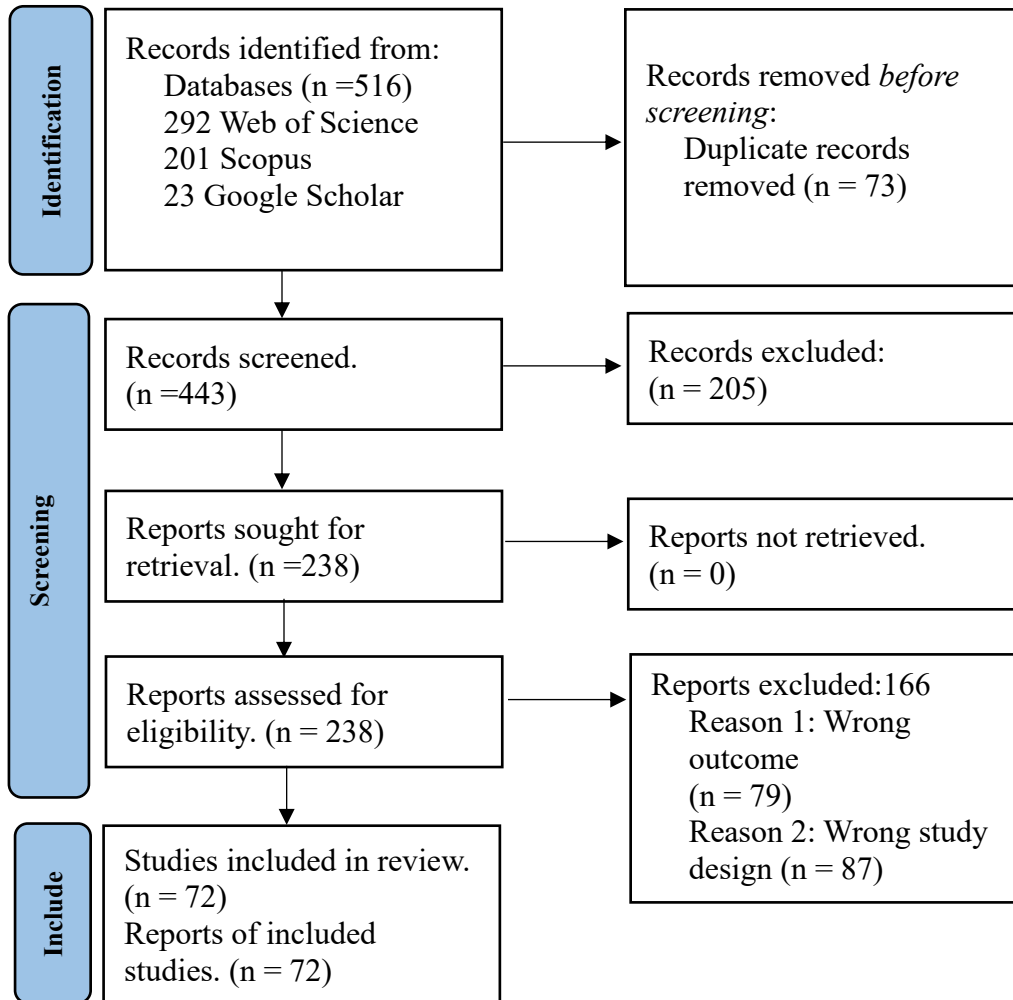 Identification
Records identified from:
Databases (n =516)
292 Web of Science
201 Scopus
23 Google Scholar
Records removed before
screening:
Duplicate records
removed (n = 73)
Screening
Records screened.
(n =443)
Records excluded:
(n = 205)
Reports sought for
retrieval. (n =238)
Reports not retrieved.
(n = 0)
Reports assessed for
eligibility. (n = 238)
Reports excluded:166
Reason 1: Wrong
outcome
(n = 79)
Reason 2: Wrong study
design (n = 87)
Include
Studies included in review.
(n = 72)
Reports of included
studies. (n = 72)